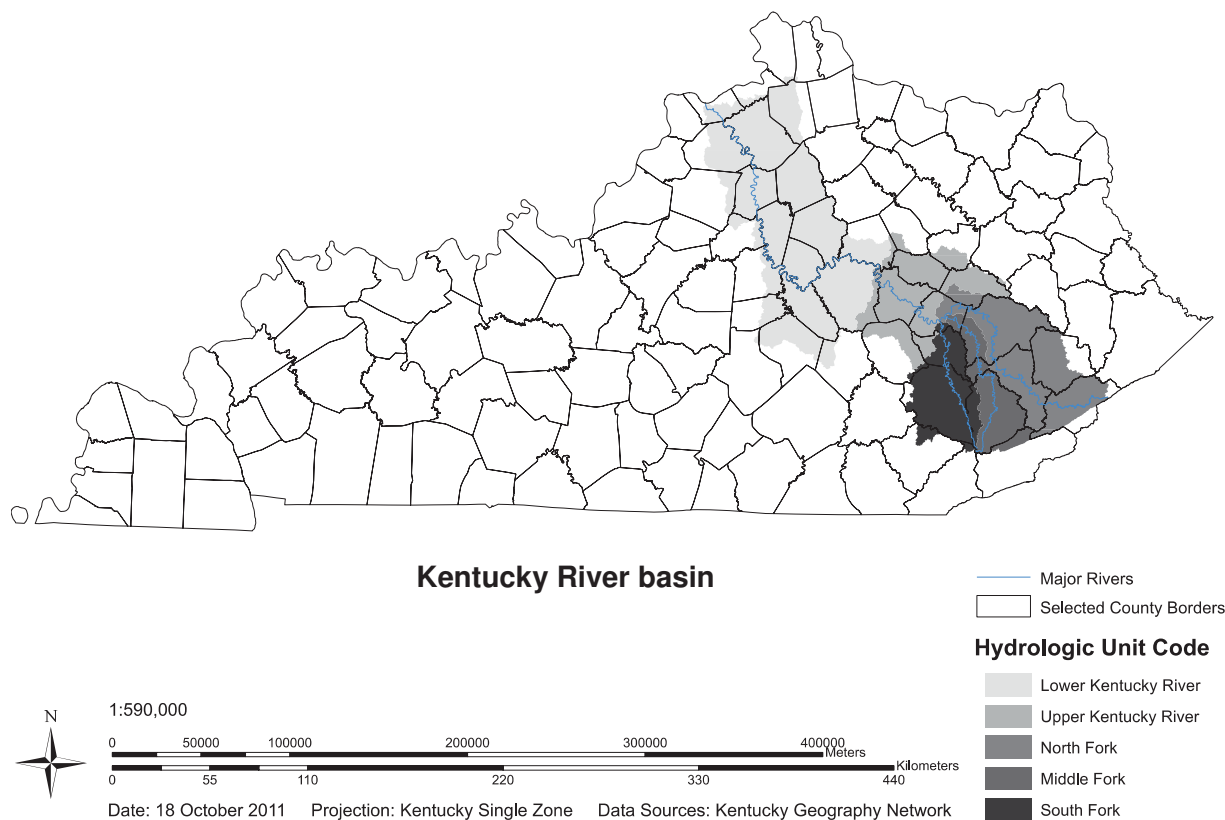 Kentucky River basin
Major Rivers
Selected County Borders
Hydrologic Unit Code
Lower Kentucky River
Upper Kentucky River
North Fork
Middle Fork
South Fork
N
1:590,000
0 50000 100000 200000 300000 400000
Meters
Kilometers
0 55 110 220 330 440
Date: 18 October 2011 Projection: Kentucky Single Zone Data Sources: Kentucky Geography Network